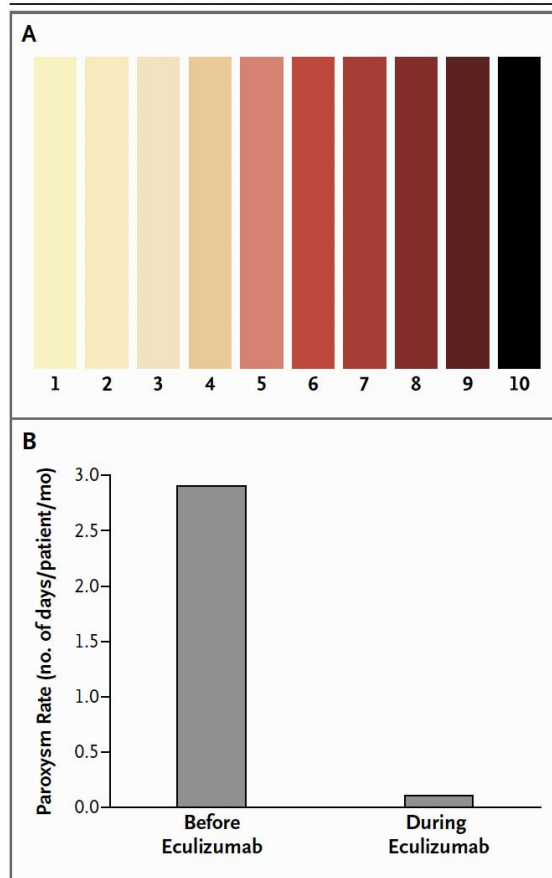 A
1 2 3 4 5 6 7 8 9 10
B
Paroxysm Rate (no. of days/patient/mo)
3.0
2.5
2.0
1.5
1.0
0.5
0.0
Before
Eculizumab
During
Eculizumab